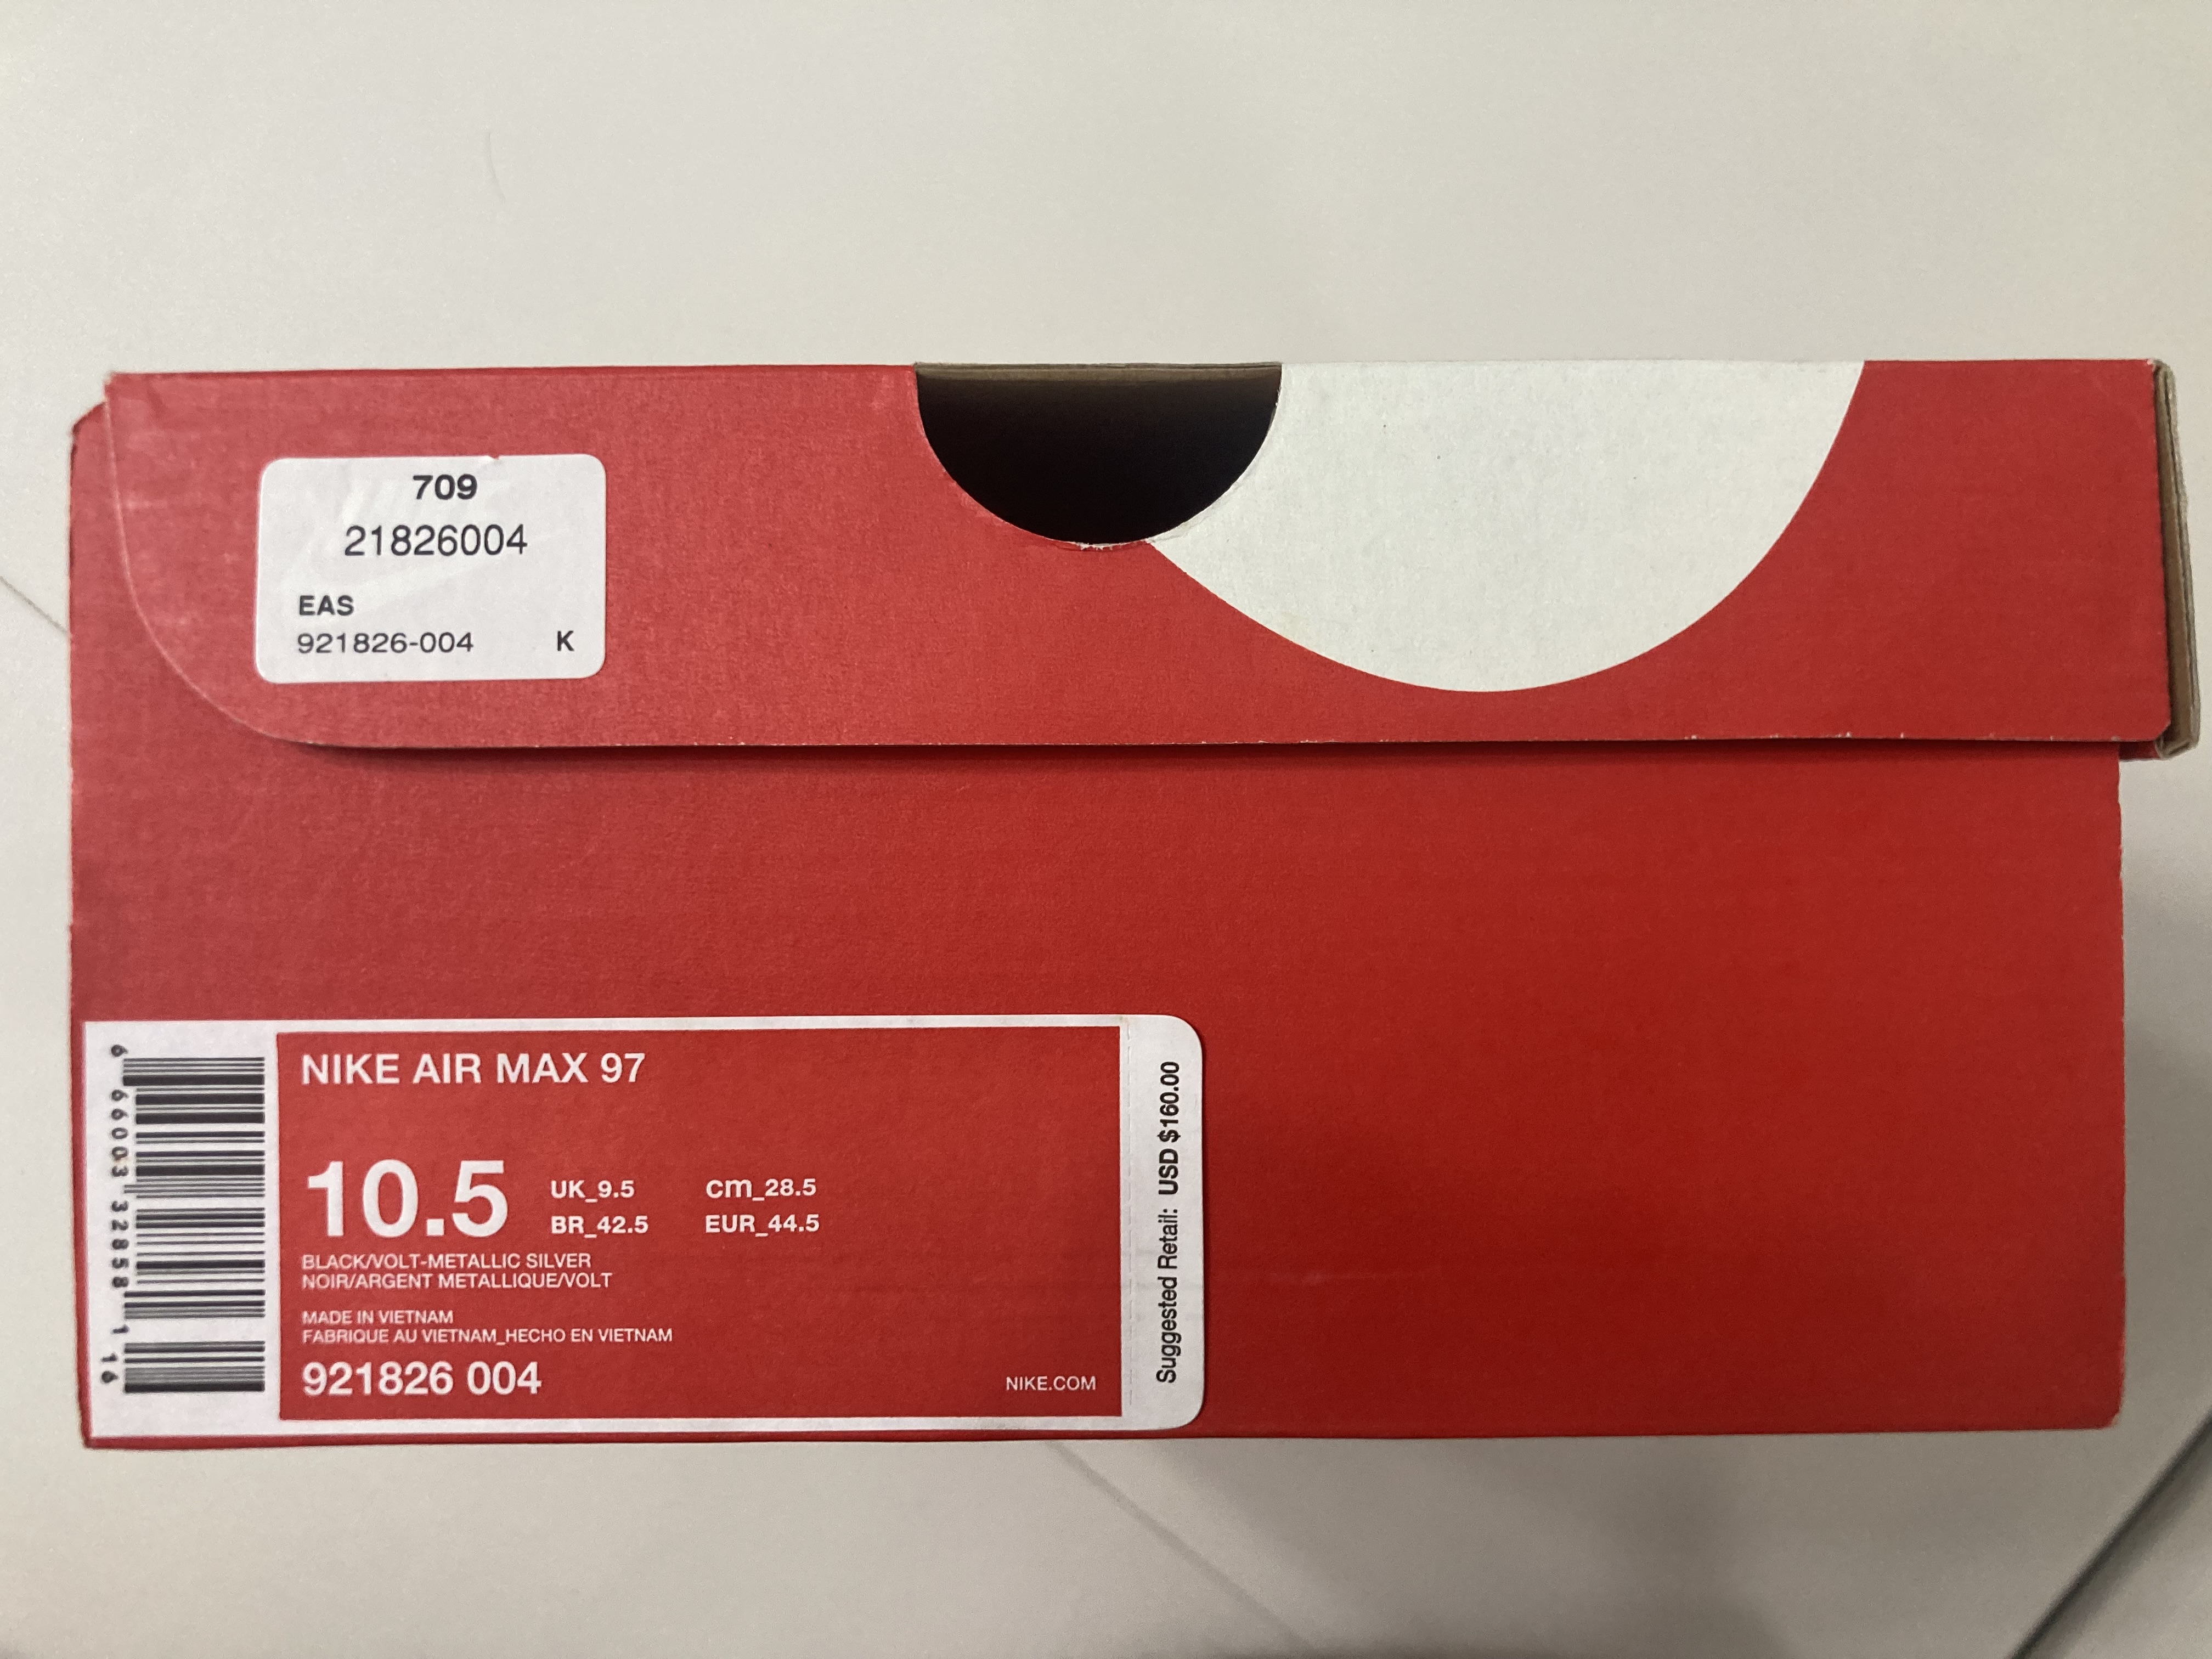 709
21826004
EAS
921826-004 K
NIKE AIR MAX 97
10.5
UK_9.5 cm_28.5
BR_42.5 EUR_44.5
BLACK/VOLT-METALLIC SILVER
NOIR/ARGENT METALLIQUE/VOLT
MADE IN VIETNAM
FABRIQUE AU VIETNAM_HECHO EN VIETNAM
921826 004
NIKE.COM
Suggested Retail: USD $160.00
6 66003 32858 1 16